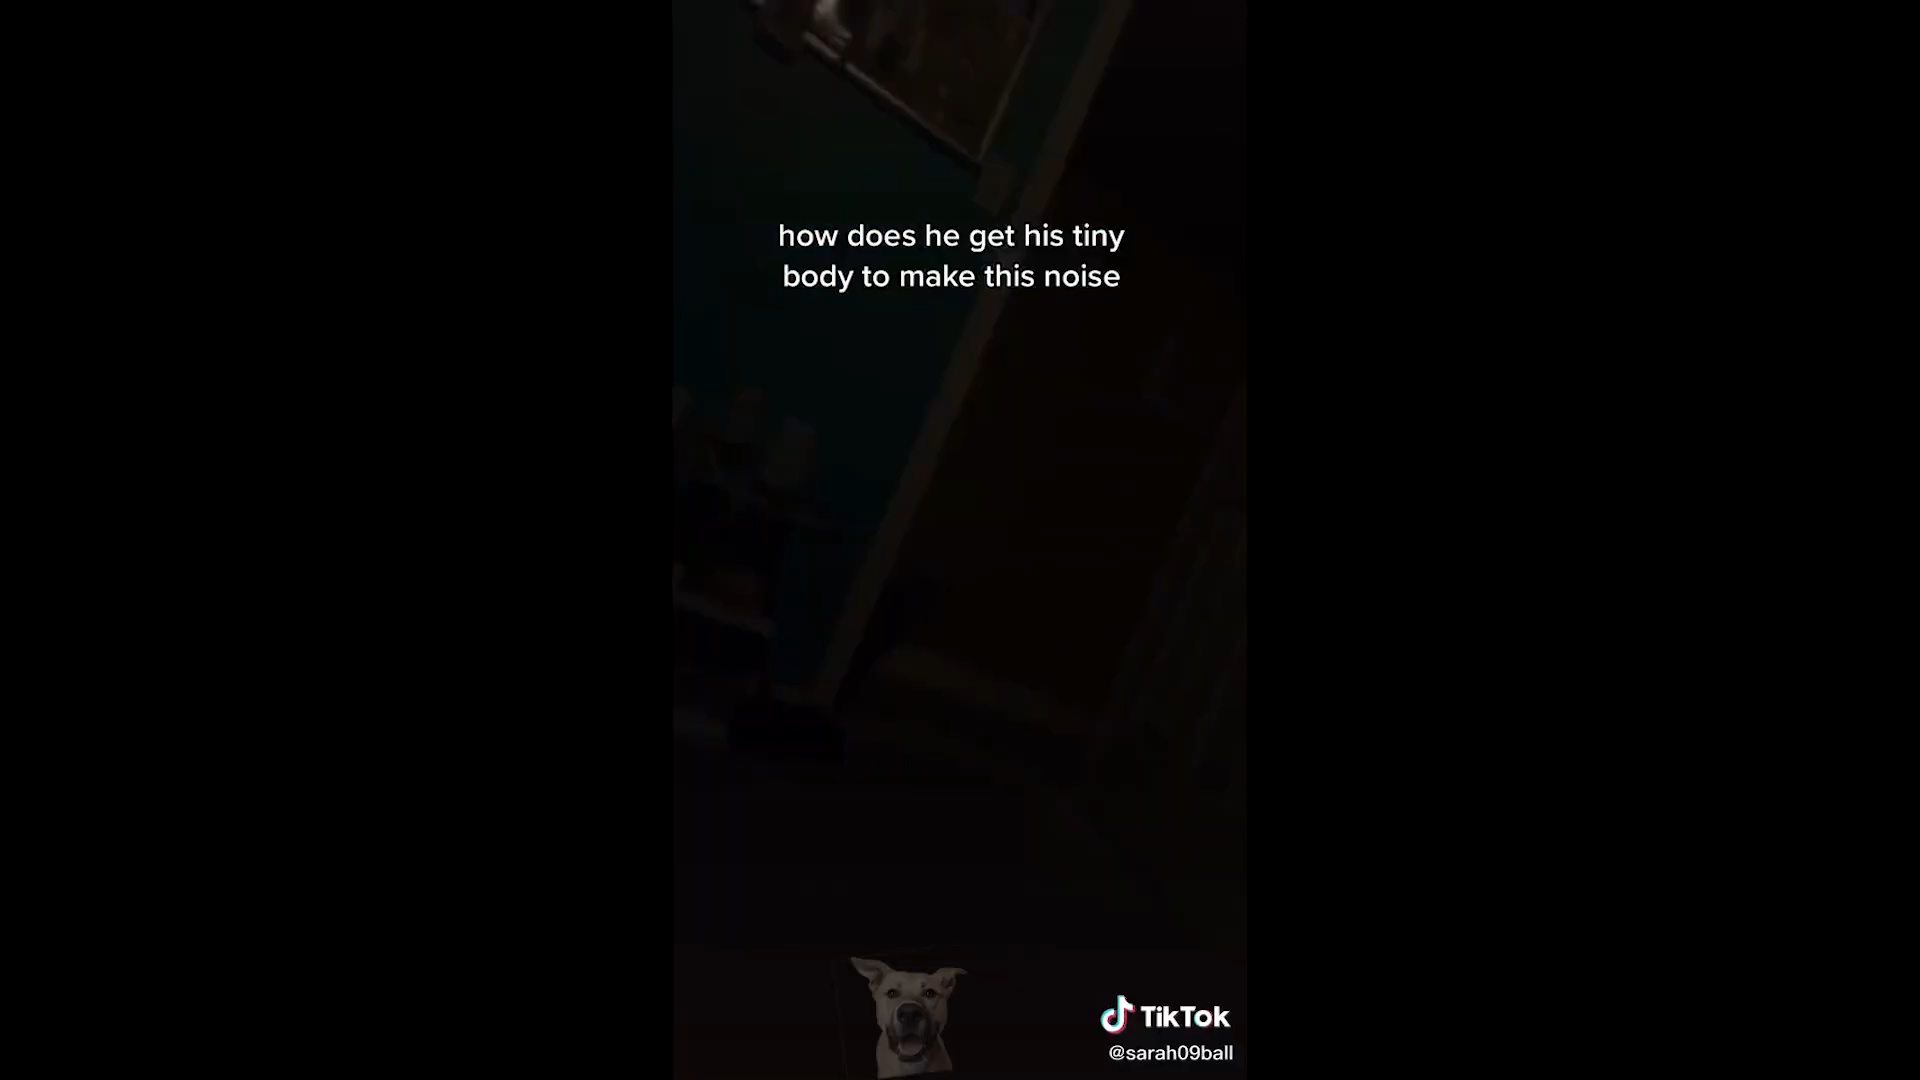 how does he get his tiny
body to make this noise
TikTok
@sarah09ball